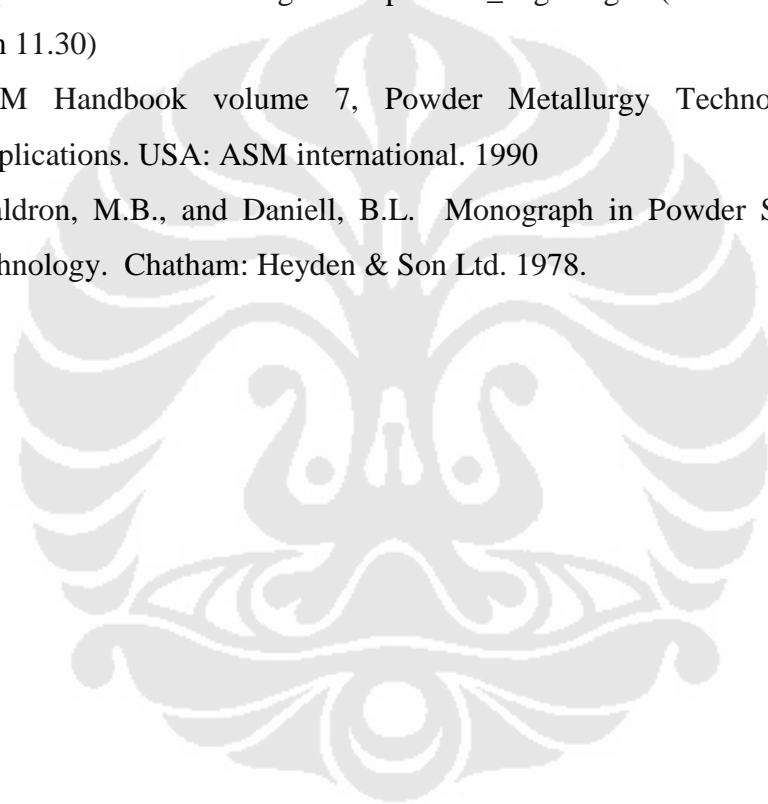 n 11.30)
M Handbook volume 7, Powder Metallurgy Techno
plications. USA: ASM international. 1990
aldron, M.B., and Daniell, B.L. Monograph in Powder S
hnology. Chatham: Heyden & Son Ltd. 1978.